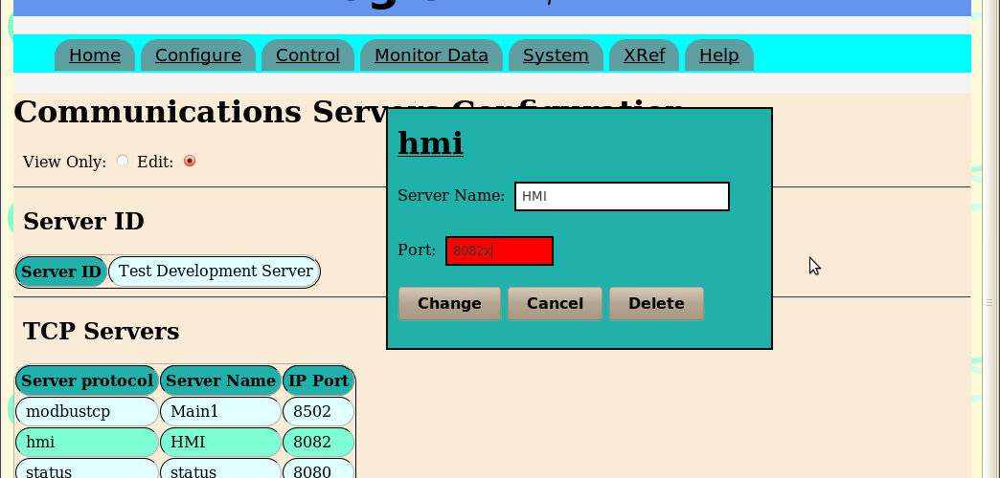 Home Configure Control Monitor Data System XRef Help
Communications Servers Configuration
View Only: Edit:
hmi
Server Name: HMI
Port: 8082x
Change Cancel Delete
Server ID
Server ID Test Development Server
TCP Servers
Server protocol Server Name IP Port
modbustcp Main1 8502
hmi HMI 8082
status status 8080